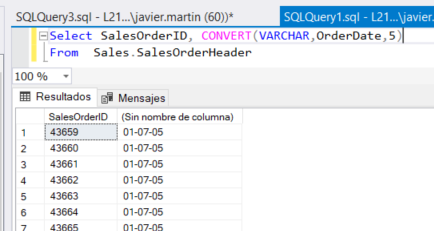 SQLQuery3.sql - L21...\javier.martin (60))*
SQLQuery1.sql - L21...\javier.m
Select SalesOrderID, CONVERT(VARCHAR,OrderDate,5)
From Sales.SalesOrderHeader
100 %
Resultados Mensajes
SalesOrderID (Sin nombre de columna)
1 43659 01-07-05
2 43660 01-07-05
3 43661 01-07-05
4 43662 01-07-05
5 43663 01-07-05
6 43664 01-07-05
7 43665 01-07-05